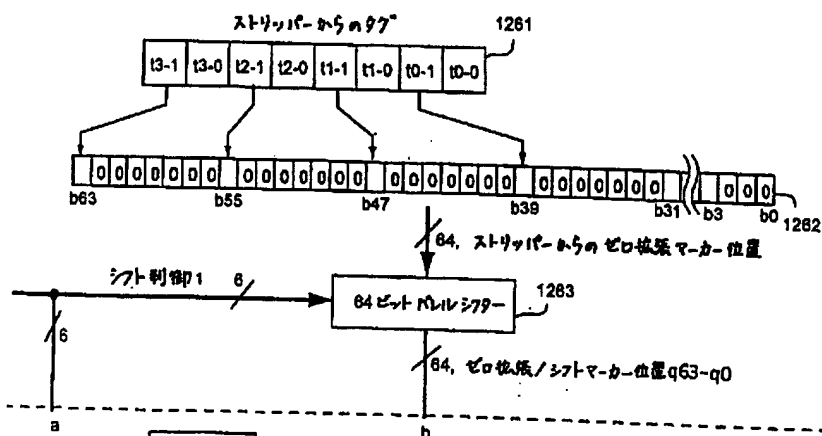 ストリッパーからのタグ
1261
t3-1 t3-0 t2-1 t2-0 t1-1 t1-0 t0-1 t0-0
0 0 0 0 0 0 0 0 0 0 0 0 0 0 0 0 0 0 0 0 0 0 0 0 0 0 0 0 0 0 0
b63 b55 b47 b39 b31 b3 b0
1262
64, ストリッパーからのゼロ拡張マーカー位置
シフト制御1
6
64ビットバレルシフター
1263
6
64, ゼロ拡張/シフトマーカー位置q63~q0
a